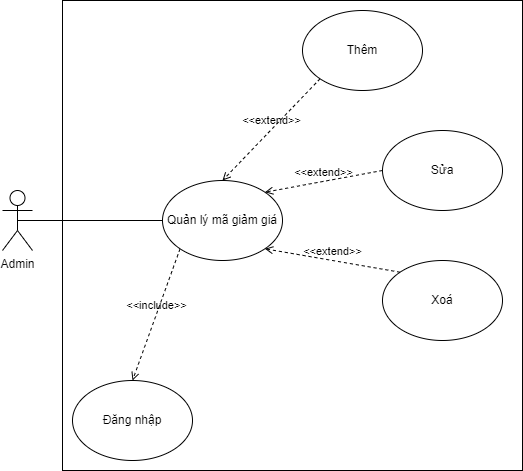 Thêm
<<extend>>
Sửa
<<extend>>
Quản lý mã giảm giá
<<extend>>
Admin
Xoá
<<include>>
Đăng nhập